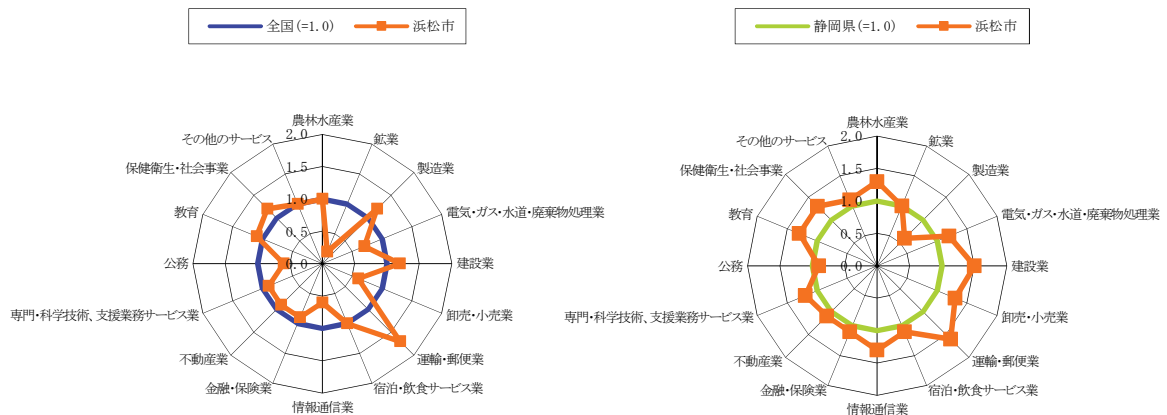 全国(=1.0)
浜松市
農林水産業
鉱業
製造業
電気・ガス・水道・廃棄物処理業
建設業
卸売・小売業
運輸・郵便業
宿泊・飲食サービス業
情報通信業
金融・保険業
不動産業
専門・科学技術、支援業務サービス業
公務
教育
保健衛生・社会事業
その他のサービス
2.0
1.5
1.0
0.5
0.0
静岡県(=1.0)
浜松市
農林水産業
鉱業
製造業
電気・ガス・水道・廃棄物処理業
建設業
卸売・小売業
運輸・郵便業
宿泊・飲食サービス業
情報通信業
金融・保険業
不動産業
専門・科学技術、支援業務サービス業
公務
教育
保健衛生・社会事業
その他のサービス
2.0
1.5
1.0
0.5
0.0